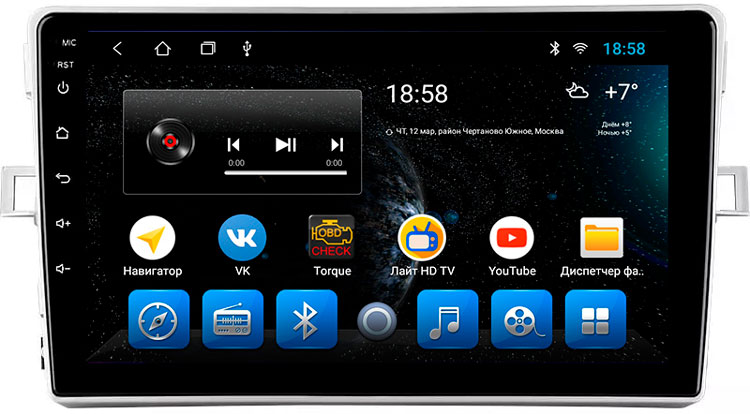 MIC
18:58
RST
18:58
+7°
ЧТ, 12 мар, район Чертаново Южное, Москва
Днём +8°
Ночью +5°
0:00
0:00
OBD
CHECK
Навигатор
VK
Torque
Лайт HD TV
YouTube
Диспетчер фа..